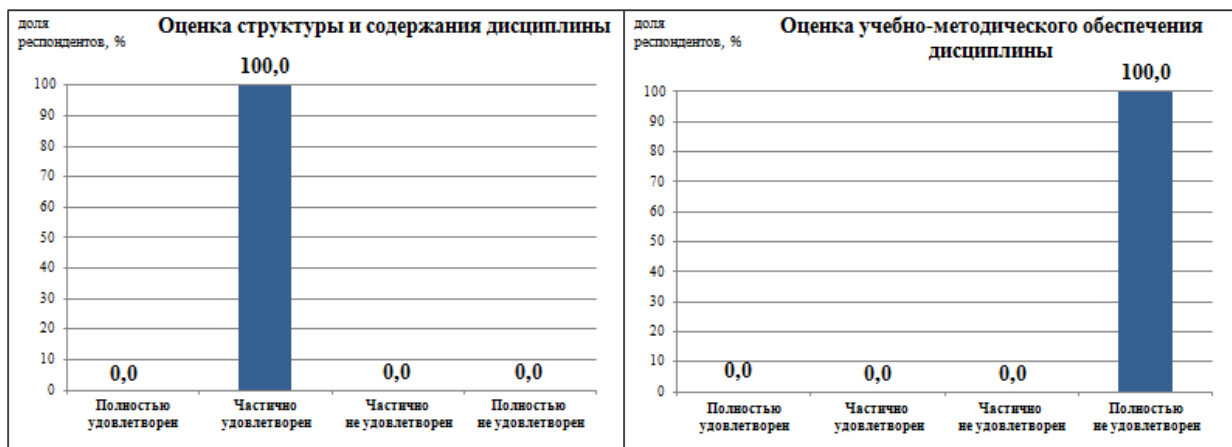 доля
респондентов, %
Оценка структуры и содержания дисциплины
100,0
100
90
80
70
60
50
40
30
20
10
0
0,0
0,0
0,0
Полностью
удовлетворен
Частично
удовлетворен
Частично
не удовлетворен
Полностью
не удовлетворен
доля
респондентов, %
Оценка учебно-методического обеспечения
дисциплины
100,0
100
90
80
70
60
50
40
30
20
10
0
0,0
0,0
0,0
Полностью
удовлетворен
Частично
удовлетворен
Частично
не удовлетворен
Полностью
не удовлетворен